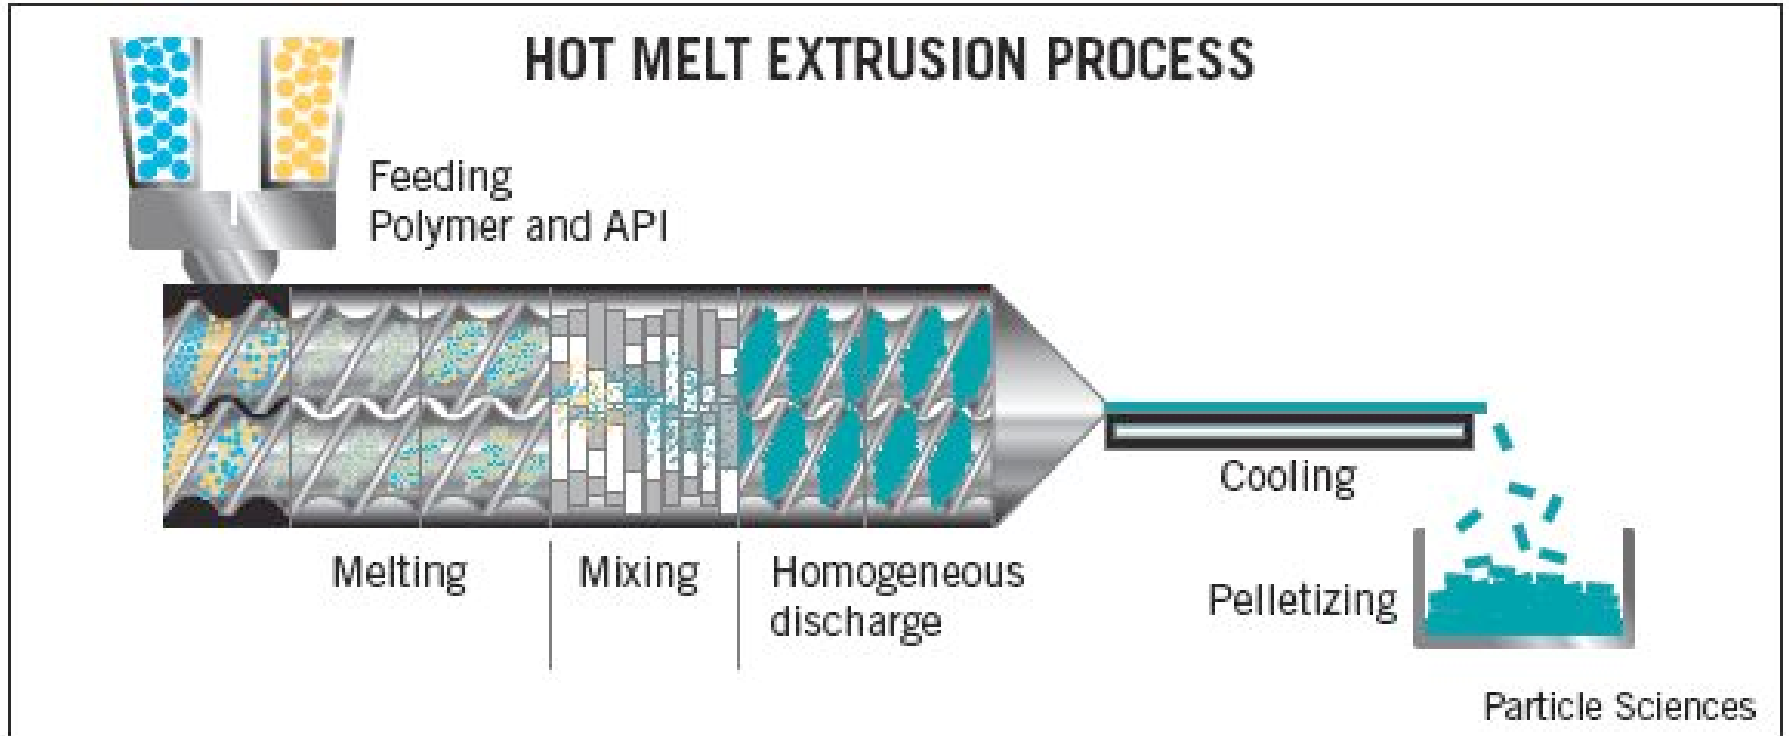 HOT MELT EXTRUSION PROCESS
Feeding
Polymer and API
Melting
Mixing
Homogeneous
discharge
Cooling
Pelletizing
Particle Sciences